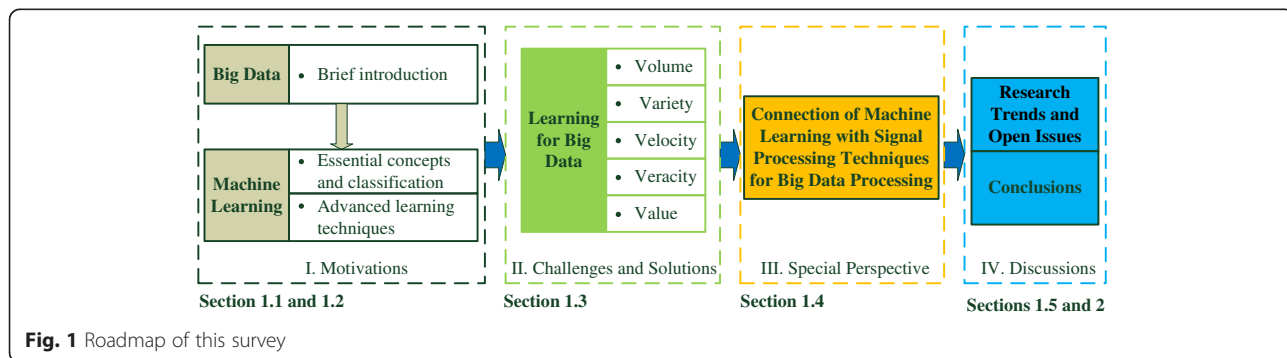 Big Data
• Brief introduction
Machine
Learning
• Essential concepts
and classification
• Advanced learning
techniques
I. Motivations
Section 1.1 and 1.2
Learning
for Big
Data
• Volume
• Variety
• Velocity
• Veracity
• Value
II. Challenges and Solutions
Section 1.3
Connection of Machine
Learning with Signal
Processing Techniques
for Big Data Processing
III. Special Perspective
Section 1.4
Research
Trends and
Open Issues
Conclusions
IV. Discussions
Sections 1.5 and 2
Fig. 1 Roadmap of this survey